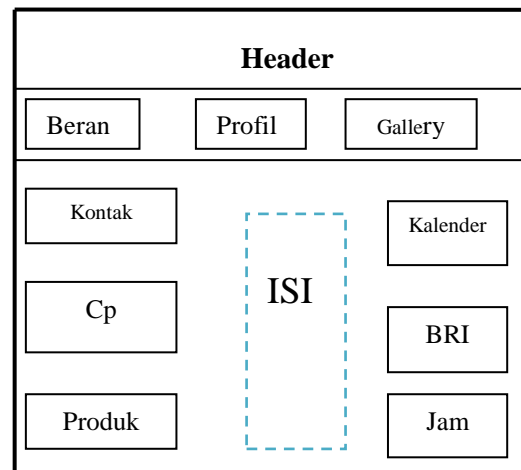 Header
Beran
Profil
Gallery
Kontak
Cp
Produk
ISI
Kalender
BRI
Jam